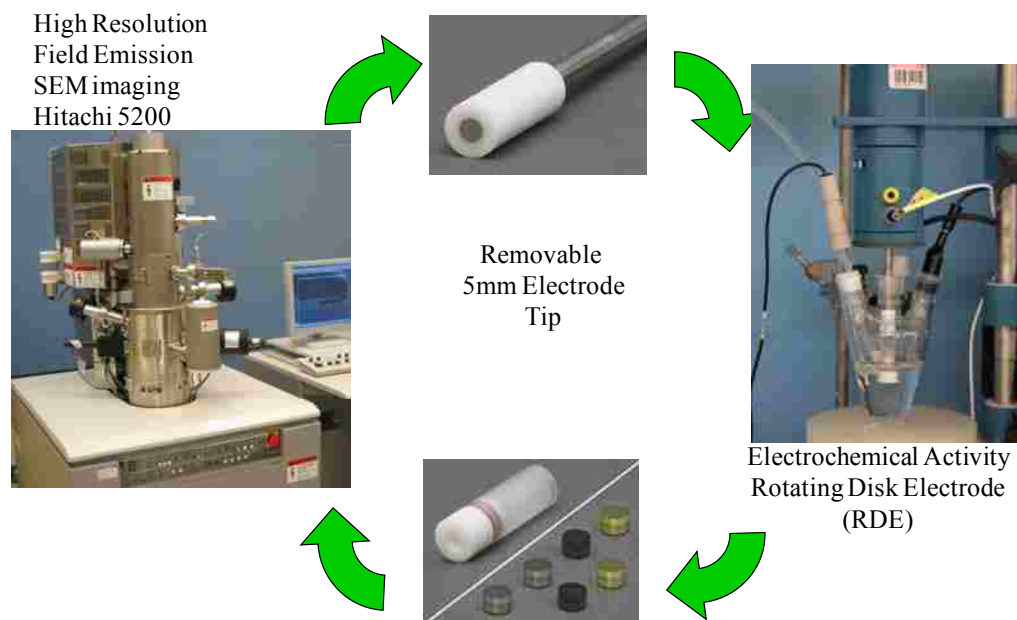 High Resolution
Field Emission
SEM imaging
Hitachi 5200
Removable
5mm Electrode
Tip
Electrochemical Activity
Rotating Disk Electrode
(RDE)